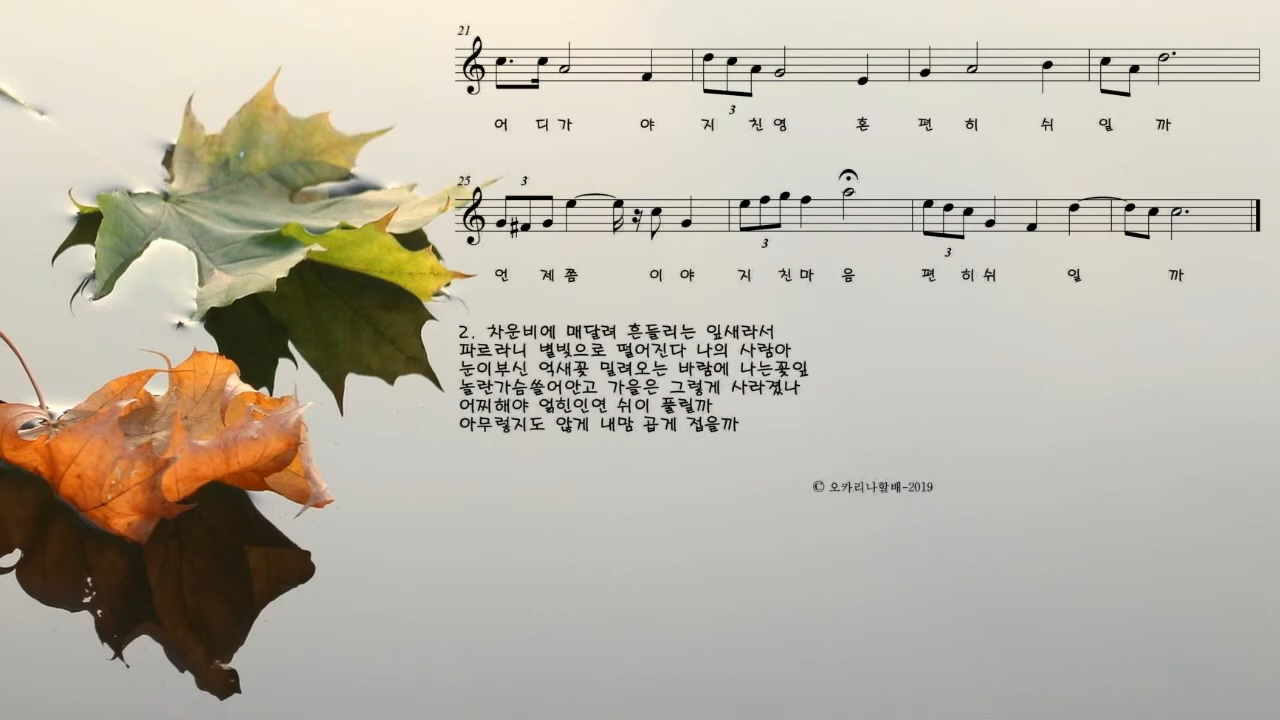 21
3
어 디 가 야 지 친 영 혼 편 히 쉬 일 까
25
3
3
3
언 제 쯤 이 야 지 친 마 음 편 히 쉬 일 까
2. 차운비에 매달려 흔들리는 잎새라서
파르라니 별빛으로 떨어진다 나의 사람아
눈이부신 억새꽃 밀려오는 바람에 나는꽃잎
놀란가슴쓸어안고 가을은 그렇게 사라졌나
어찌해야 얽힌인연 쉬이 풀릴까
아무렇지도 않게 내맘 곱게 접을까
© 오카리나할배-2019